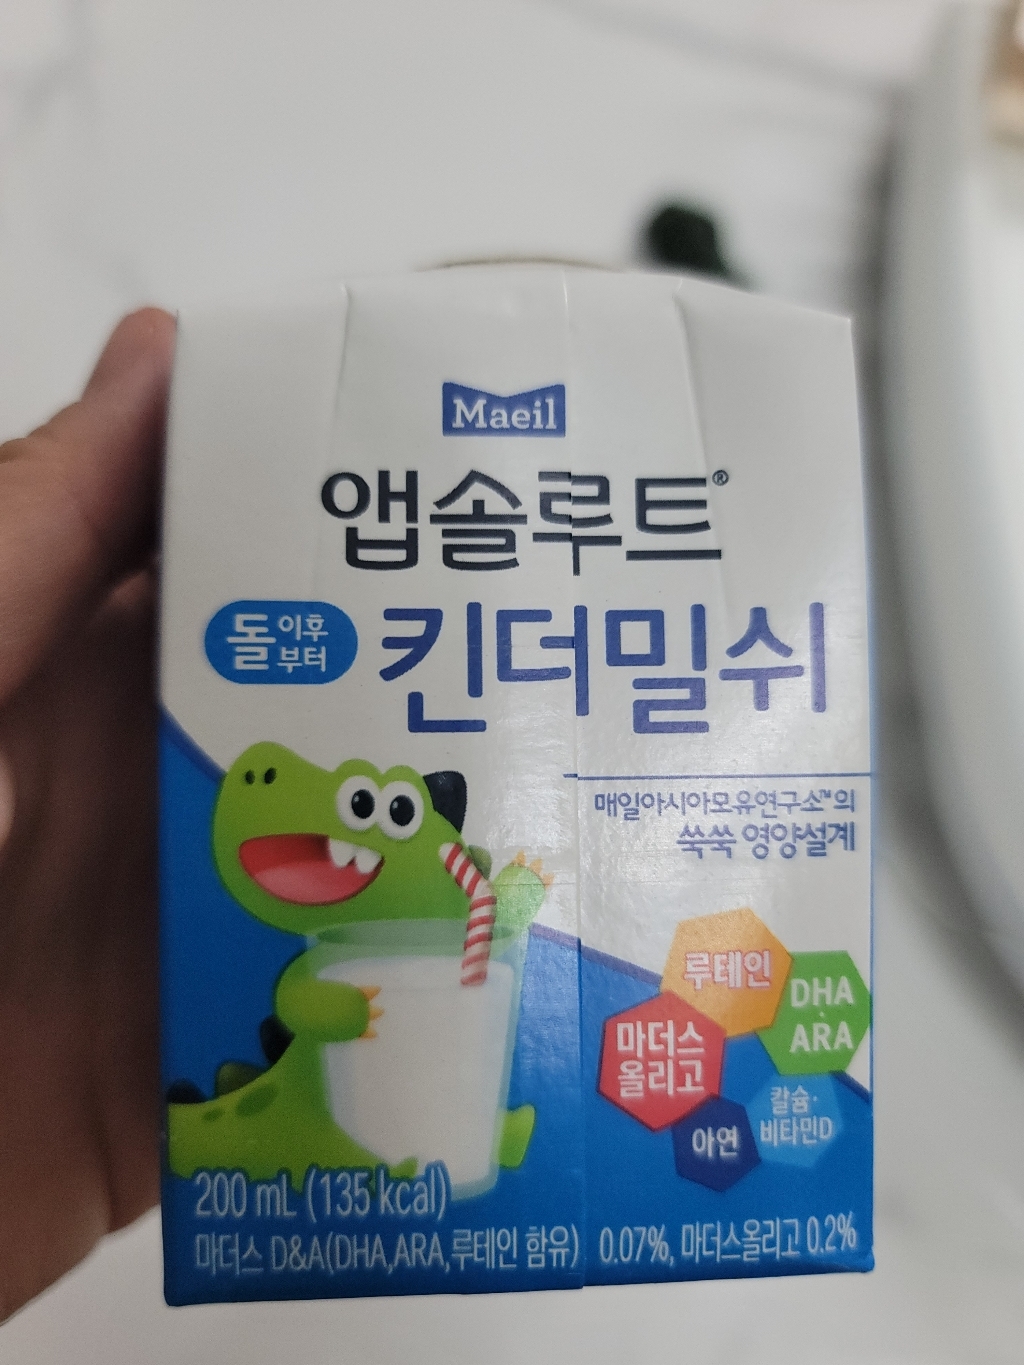 Maeil
앱솔루트®
돌 이후
부터
킨더밀쉬
매일아시아모유연구소™의
쑥쑥 영양설계
루테인
DHA
·
ARA
마더스
올리고
칼슘·
비타민D
아연
200 mL (135 kcal)
마더스 D&A(DHA,ARA,루테인 함유) 0.07%, 마더스올리고 0.2%